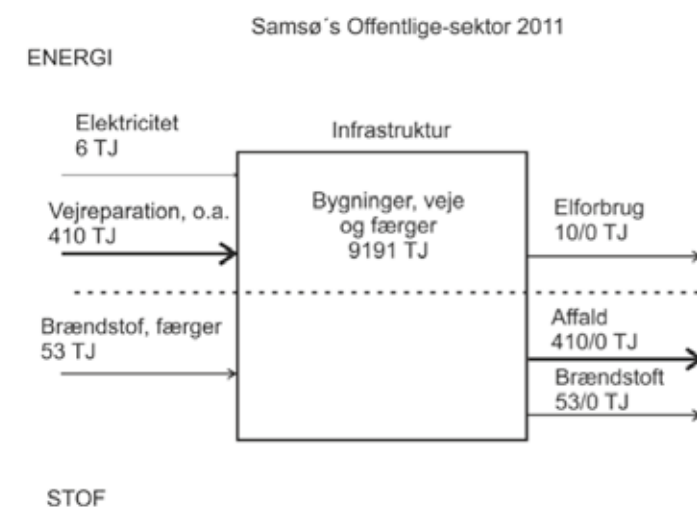 Samsø´s Offentlige-sektor 2011
ENERGI
Elektricitet
6 TJ
Vejreparation, o.a.
410 TJ
Brændstof, færger
53 TJ
Infrastruktur
Bygninger, veje
og færger
9191 TJ
Elforbrug
10/0 TJ
Affald
410/0 TJ
Brændstoft
53/0 TJ
STOF